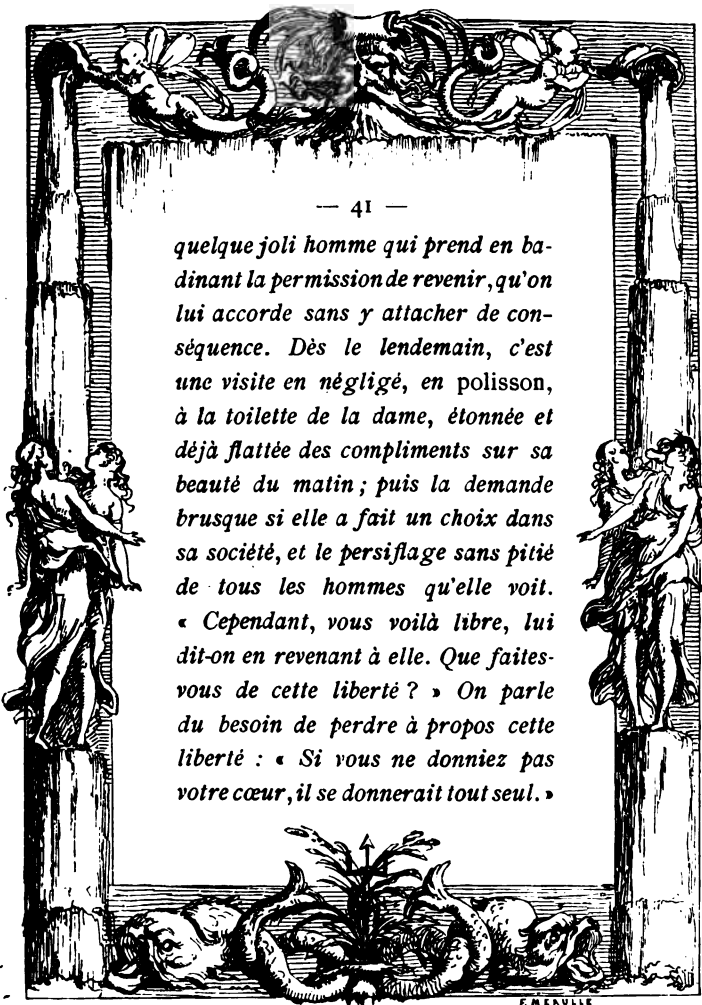 — 41 —
quelque joli homme qui prend en ba-
dinant la permission de revenir, qu'on
lui accorde sans y attacher de con-
séquence. Dès le lendemain, c'est
une visite en négligé, en polisson,
à la toilette de la dame, étonnée et
déjà flattée des compliments sur sa
beauté du matin ; puis la demande
brusque si elle a fait un choix dans
sa société, et le persiflage sans pitié
de tous les hommes qu'elle voit.
« Cependant, vous voilà libre, lui
dit-on en revenant à elle. Que faites-
vous de cette liberté ? » On parle
du besoin de perdre à propos cette
liberté : « Si vous ne donniez pas
votre cœur, il se donnerait tout seul. »
F. MÉAULLE